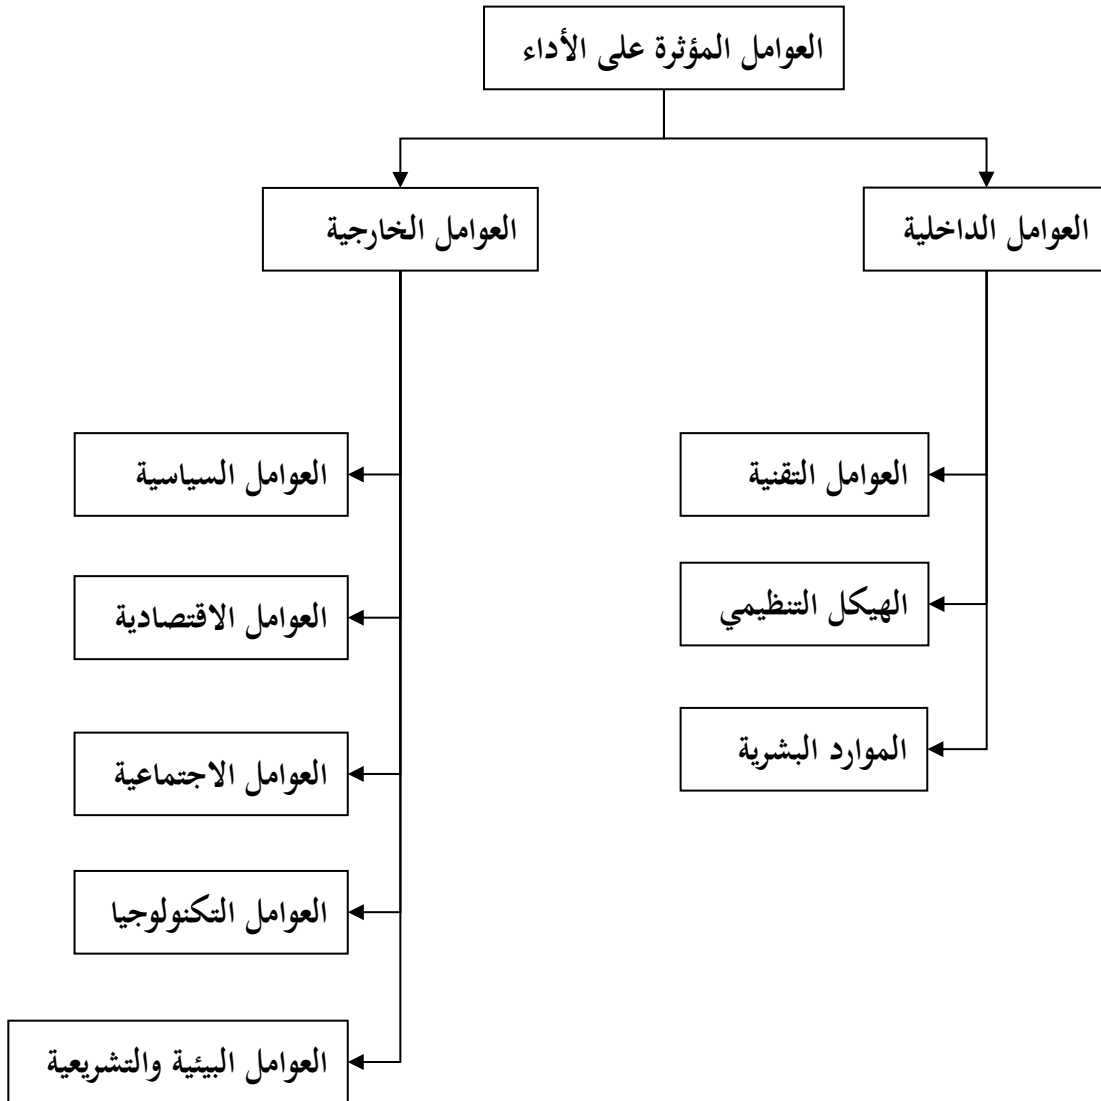 العوامل المؤثرة على الأداء
العوامل الداخلية
العوامل الخارجية
العوامل التقنية
العوامل السياسية
الهيكل التنظيمي
العوامل الاقتصادية
الموارد البشرية
العوامل الاجتماعية
العوامل التكنولوجيا
العوامل البيئية والتشريعية